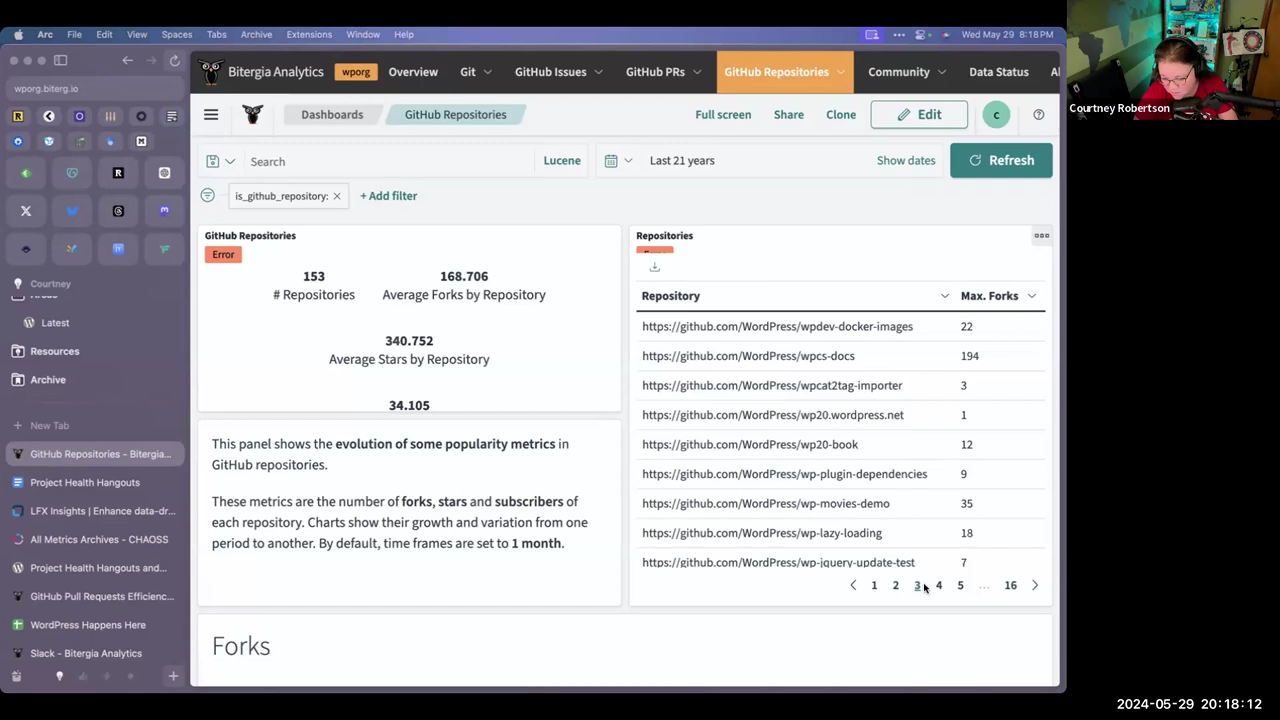 Arc File Edit View Spaces Tabs Archive Extensions Window Help
Wed May 29 8:18 PM
Courtney Robertson
wporg.biterg.io
Bitergia Analytics wporg Overview Git GitHub Issues GitHub PRs GitHub Repositories Community Data Status
Dashboards GitHub Repositories Full screen Share Clone Edit c
Search Lucene Last 21 years Show dates Refresh
is_github_repository: × + Add filter
Courtney
Latest
Resources
Archive
New Tab
GitHub Repositories - Bitergia...
Project Health Hangouts
LFX Insights | Enhance data-dr...
All Metrics Archives - CHAOSS
Project Health Hangouts and...
GitHub Pull Requests Efficienc...
WordPress Happens Here
Slack - Bitergia Analytics
GitHub Repositories
Error
153
# Repositories
168.706
Average Forks by Repository
340.752
Average Stars by Repository
34.105
This panel shows the evolution of some popularity metrics in
GitHub repositories.
These metrics are the number of forks, stars and subscribers of
each repository. Charts show their growth and variation from one
period to another. By default, time frames are set to 1 month.
Repositories
Repository Max. Forks
https://github.com/WordPress/wpdev-docker-images 22
https://github.com/WordPress/wpcs-docs 194
https://github.com/WordPress/wpcat2tag-importer 3
https://github.com/WordPress/wp20.wordpress.net 1
https://github.com/WordPress/wp20-book 12
https://github.com/WordPress/wp-plugin-dependencies 9
https://github.com/WordPress/wp-movies-demo 35
https://github.com/WordPress/wp-lazy-loading 18
https://github.com/WordPress/wp-jquery-update-test 7
1 2 3 4 5 ... 16
Forks
2024-05-29 20:18:12